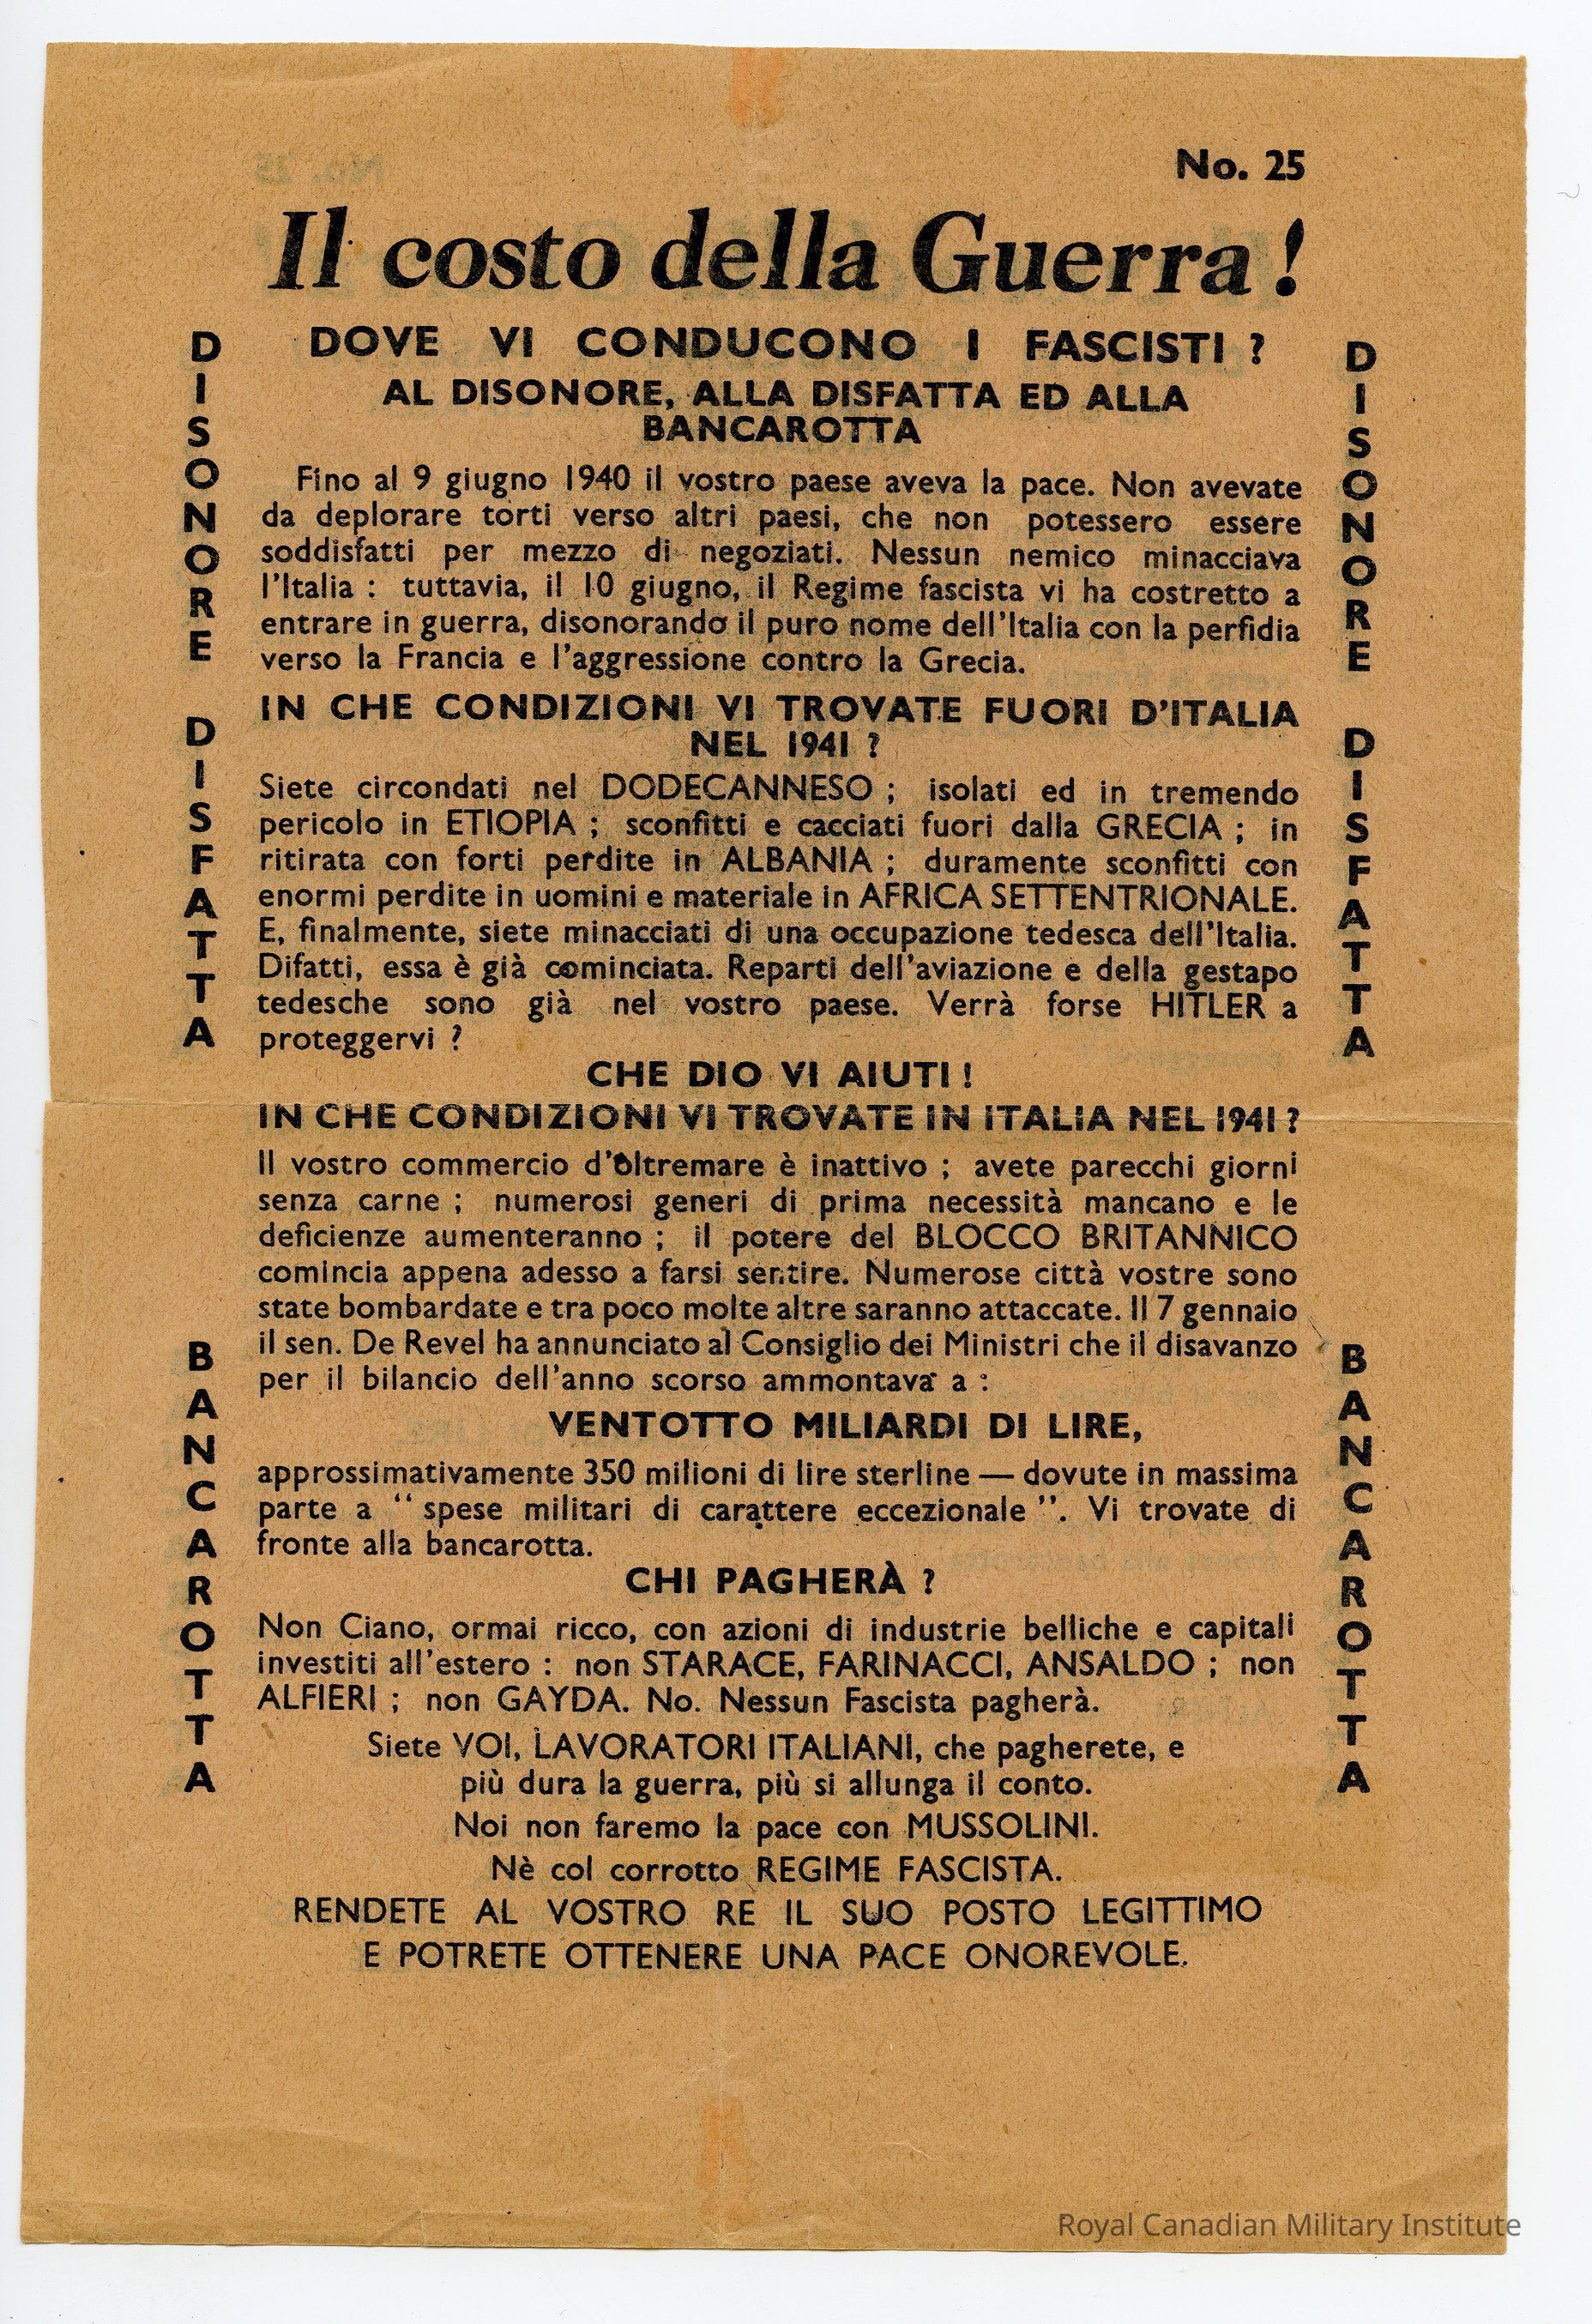 No. 25
Il costo della Guerra!
DOVE VI CONDUCONO I FASCISTI ?
AL DISONORE, ALLA DISFATTA ED ALLA
BANCAROTTA
Fino al 9 giugno 1940 il vostro paese aveva la pace. Non avevate
da deplorare torti verso altri paesi, che non potessero essere
soddisfatti per mezzo di negoziati. Nessun nemico minacciava
l'Italia : tuttavia, il 10 giugno, il Regime fascista vi ha costretto a
entrare in guerra, disonorando il puro nome dell'Italia con la perfidia
verso la Francia e l'aggressione contro la Grecia.
IN CHE CONDIZIONI VI TROVATE FUORI D'ITALIA
NEL 1941 ?
Siete circondati nel DODECANNESO ; isolati ed in tremendo
pericolo in ETIOPIA ; sconfitti e cacciati fuori dalla GRECIA ; in
ritirata con forti perdite in ALBANIA ; duramente sconfitti con
enormi perdite in uomini e materiale in AFRICA SETTENTRIONALE.
E, finalmente, siete minacciati di una occupazione tedesca dell'Italia.
Difatti, essa è già cominciata. Reparti dell'aviazione e della gestapo
tedesche sono già nel vostro paese. Verrà forse HITLER a
proteggervi ?
CHE DIO VI AIUTI !
IN CHE CONDIZIONI VI TROVATE IN ITALIA NEL 1941 ?
Il vostro commercio d'oltremare è inattivo ; avete parecchi giorni
senza carne ; numerosi generi di prima necessità mancano e le
deficienze aumenteranno ; il potere del BLOCCO BRITANNICO
comincia appena adesso a farsi sentire. Numerose città vostre sono
state bombardate e tra poco molte altre saranno attaccate. Il 7 gennaio
il sen. De Revel ha annunciato al Consiglio dei Ministri che il disavanzo
per il bilancio dell'anno scorso ammontava a :
VENTOTTO MILIARDI DI LIRE,
approssimativamente 350 milioni di lire sterline — dovute in massima
parte a “ spese militari di carattere eccezionale ”. Vi trovate di
fronte alla bancarotta.
CHI PAGHERÀ ?
Non Ciano, ormai ricco, con azioni di industrie belliche e capitali
investiti all'estero : non STARACE, FARINACCI, ANSALDO ; non
ALFIERI ; non GAYDA. No. Nessun Fascista pagherà.
Siete VOI, LAVORATORI ITALIANI, che pagherete, e
più dura la guerra, più si allunga il conto.
Noi non faremo la pace con MUSSOLINI.
Nè col corrotto REGIME FASCISTA.
RENDETE AL VOSTRO RE IL SUO POSTO LEGITTIMO
E POTRETE OTTENERE UNA PACE ONOREVOLE.
DISONORE
DISFATTA
BANCAROTTA
DISONORE
DISFATTA
BANCAROTTA
Royal Canadian Military Institute